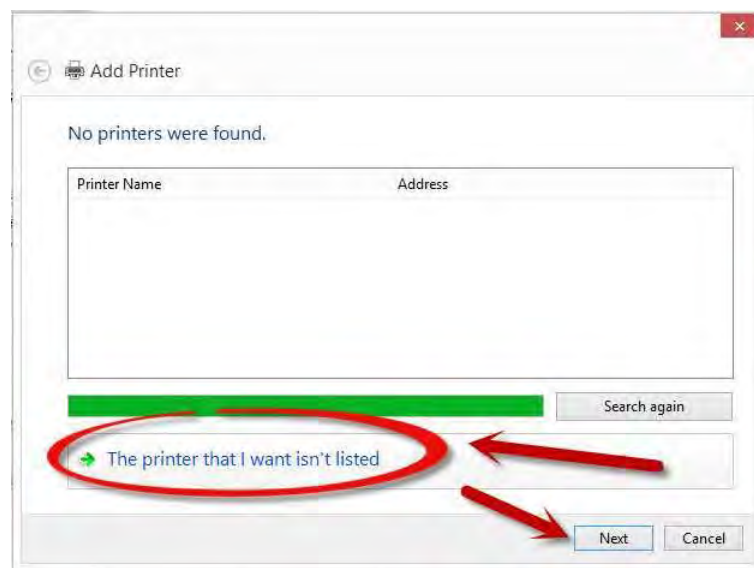 Add Printer
No printers were found.
Printer Name Address
Search again
The printer that I want isn't listed
Next Cancel